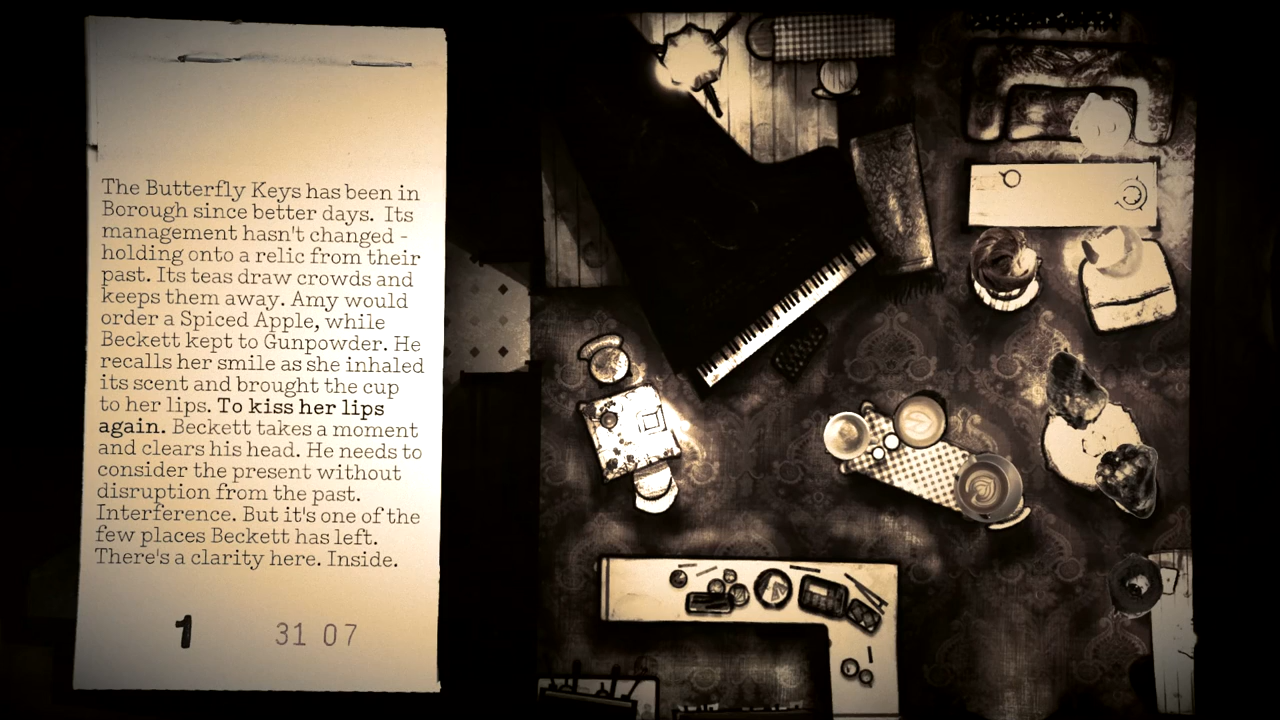 The Butterfly Keys has been in
Borough since better days. Its
management hasn't changed -
holding onto a relic from their
past. Its teas draw crowds and
keeps them away. Amy would
order a Spiced Apple, while
Beckett kept to Gunpowder. He
recalls her smile as she inhaled
its scent and brought the cup
to her lips. To kiss her lips
again. Beckett takes a moment
and clears his head. He needs to
consider the present without
disruption from the past.
Interference. But it's one of the
few places Beckett has left.
There's a clarity here. Inside.
1 31 07